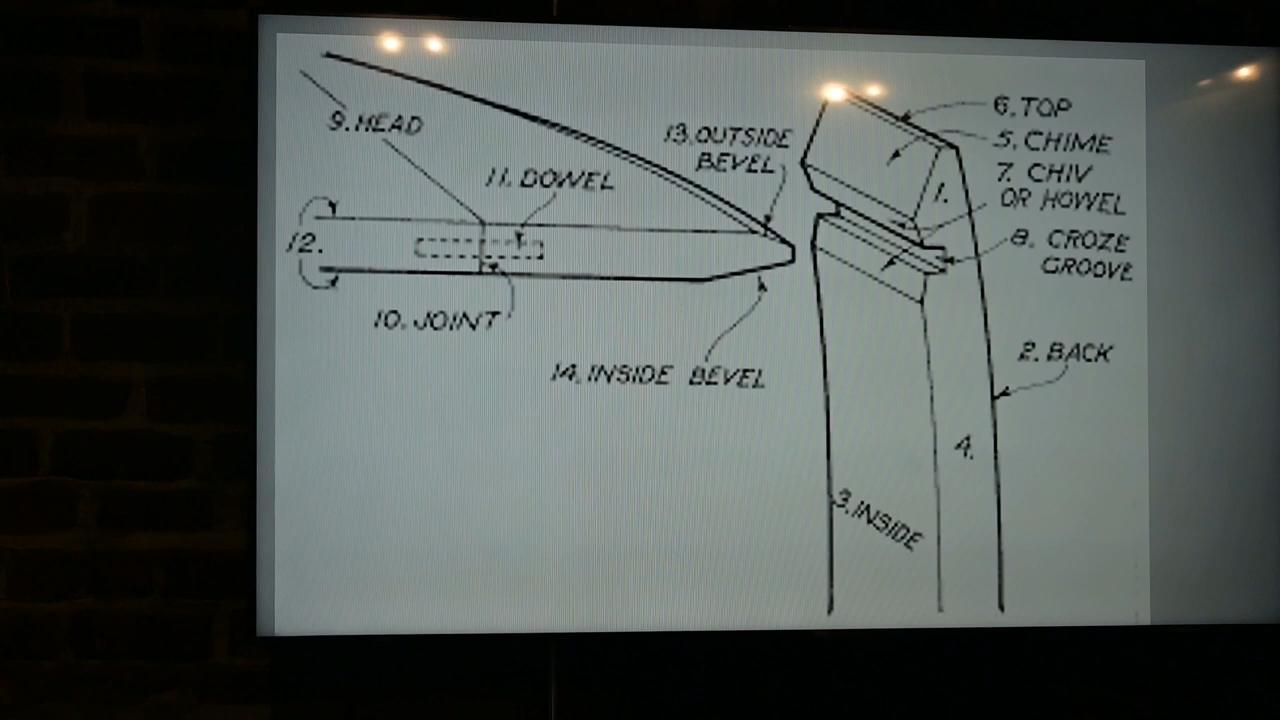 9. HEAD
11. DOWEL
12.
10. JOINT
13. OUTSIDE
BEVEL
14. INSIDE BEVEL
6. TOP
5. CHIME
7. CHIV
OR HOWEL
1.
8. CROZE
GROOVE
2. BACK
4.
3. INSIDE